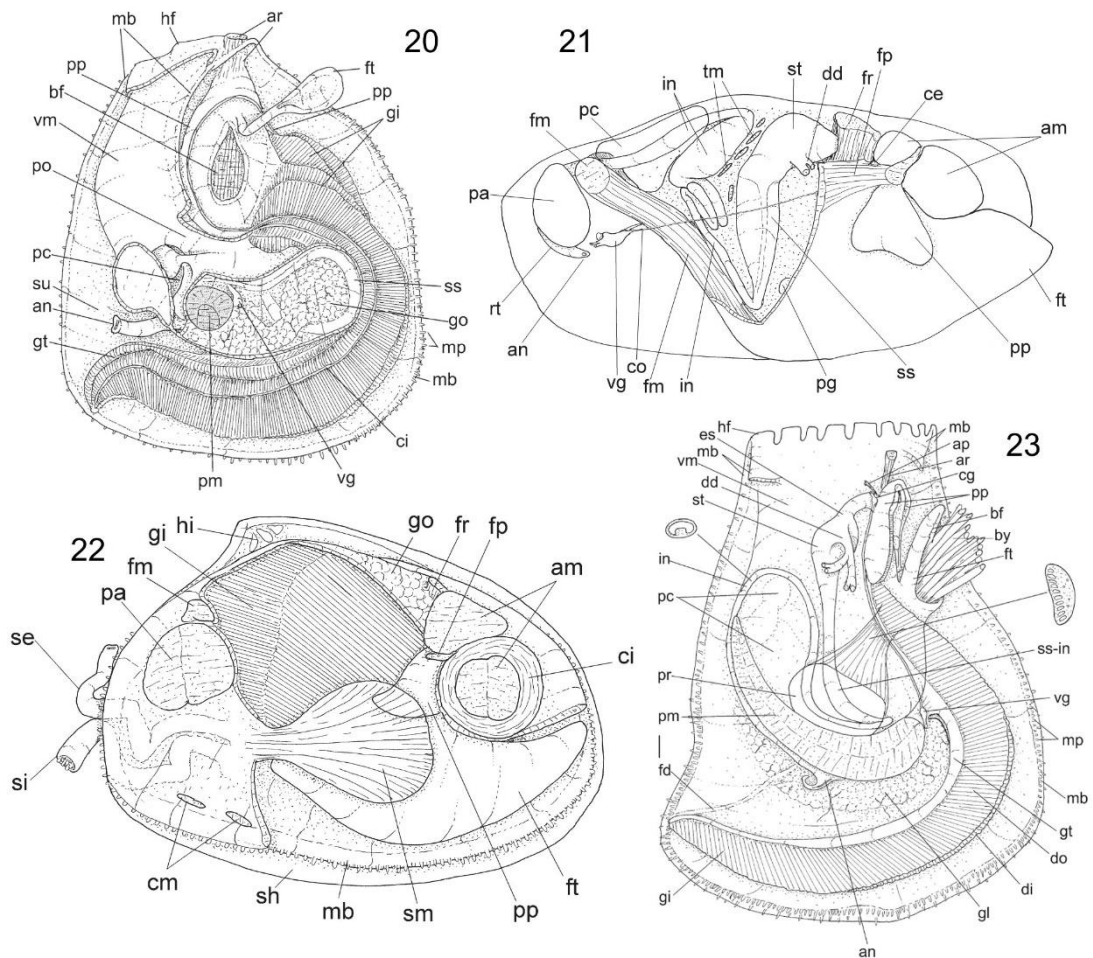 20
mb
hf
ar
pp
ft
bf
pp
vm
gi
po
pc
ss
su
go
an
gt
mp
mb
ci
pm
vg
21
in
tm
st
dd
fp
fr
ce
fm
pc
am
pa
rt
an
vg
co
fm
in
pg
ss
pp
ft
22
hi
gi
go
fr
fp
am
fm
pa
se
ci
si
cm
sh
mb
sm
pp
ft
23
hf
es
mb
mb
ap
vm
ar
cg
dd
pp
st
bf
by
in
ft
pc
ss-in
pr
vg
pm
mp
fd
mb
gt
do
gi
gl
di
an